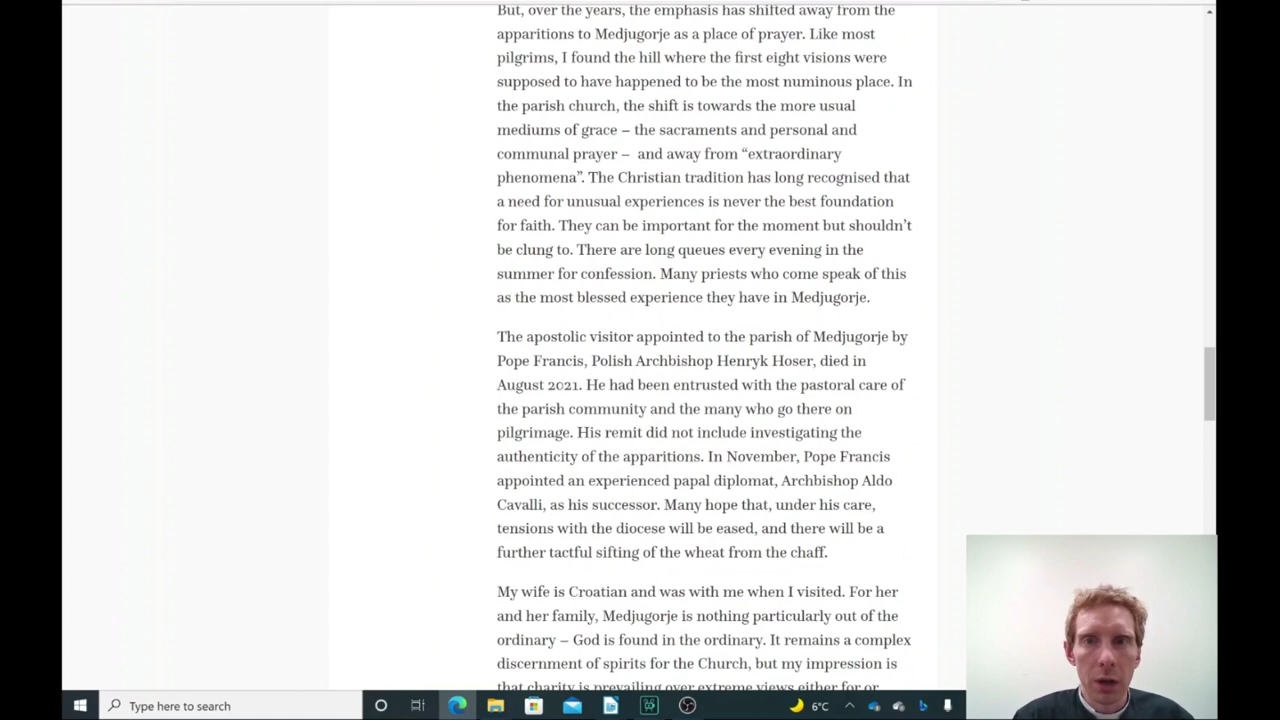 But, over the years, the emphasis has shifted away from the
apparitions to Medjugorje as a place of prayer. Like most
pilgrims, I found the hill where the first eight visions were
supposed to have happened to be the most numinous place. In
the parish church, the shift is towards the more usual
mediums of grace – the sacraments and personal and
communal prayer –  and away from “extraordinary
phenomena”. The Christian tradition has long recognised that
a need for unusual experiences is never the best foundation
for faith. They can be important for the moment but shouldn’t
be clung to. There are long queues every evening in the
summer for confession. Many priests who come speak of this
as the most blessed experience they have in Medjugorje.
The apostolic visitor appointed to the parish of Medjugorje by
Pope Francis, Polish Archbishop Henryk Hoser, died in
August 2021. He had been entrusted with the pastoral care of
the parish community and the many who go there on
pilgrimage. His remit did not include investigating the
authenticity of the apparitions. In November, Pope Francis
appointed an experienced papal diplomat, Archbishop Aldo
Cavalli, as his successor. Many hope that, under his care,
tensions with the diocese will be eased, and there will be a
further tactful sifting of the wheat from the chaff.
My wife is Croatian and was with me when I visited. For her
and her family, Medjugorje is nothing particularly out of the
ordinary – God is found in the ordinary. It remains a complex
discernment of spirits for the Church, but my impression is
that charity is prevailing over extreme views either for or
Type here to search
6°C